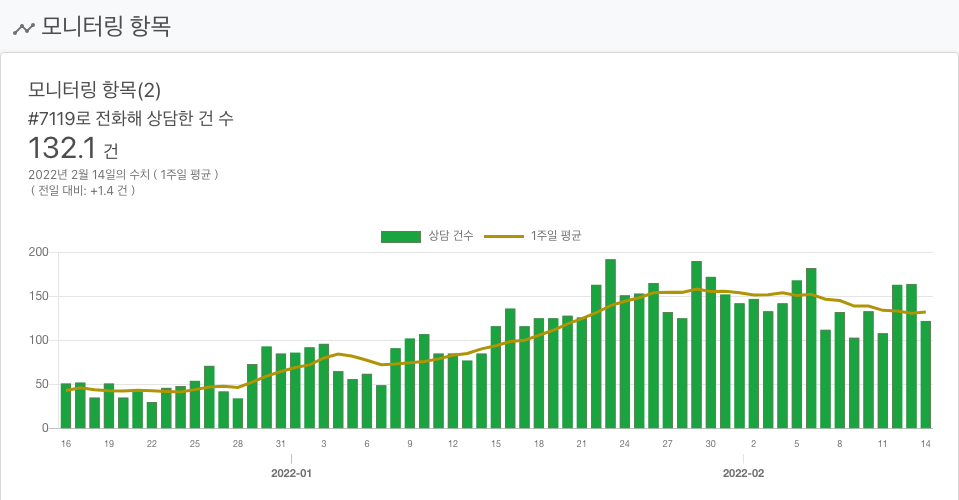 모니터링 항목
모니터링 항목(2)
#7119로 전화해 상담한 건 수
132.1 건
2022년 2월 14일의 수치 ( 1주일 평균 )
( 전일 대비: +1.4 건 )
상담 건수 1주일 평균
200
150
100
50
0
16 19 22 25 28 31 3 6 9 12 15 18 21 24 27 30 2 5 8 11 14
2022-01 2022-02